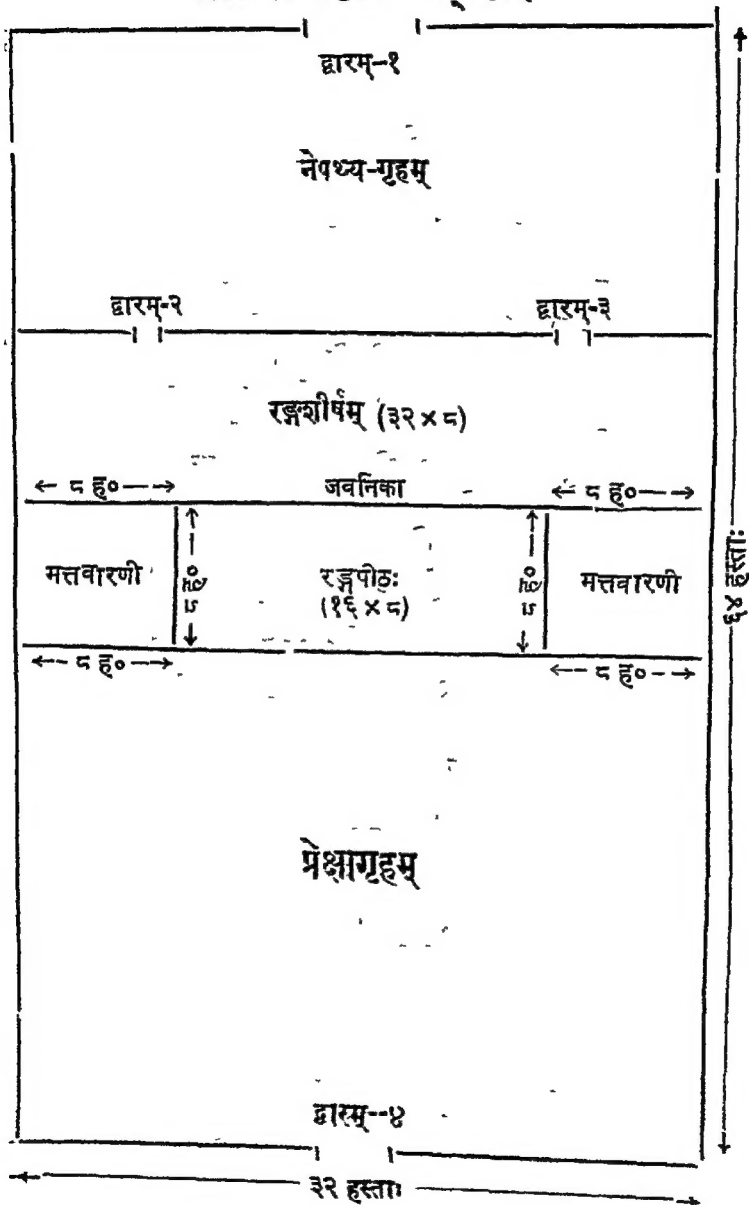 द्वारम्-१
नेपथ्य-गृहम्
द्वारम्-२
द्वारम्-३
रङ्गशीर्षम् (३२ × ८)
८ ह०
जवनिका
८ ह०
मत्तवारणी
८ ह०
रङ्गपीठः
(१६ × ८)
८ ह०
मत्तवारणी
६४ हस्ताः
८ ह०
८ ह०
प्रेक्षागृहम्
द्वारम्--४
३२ हस्ताः